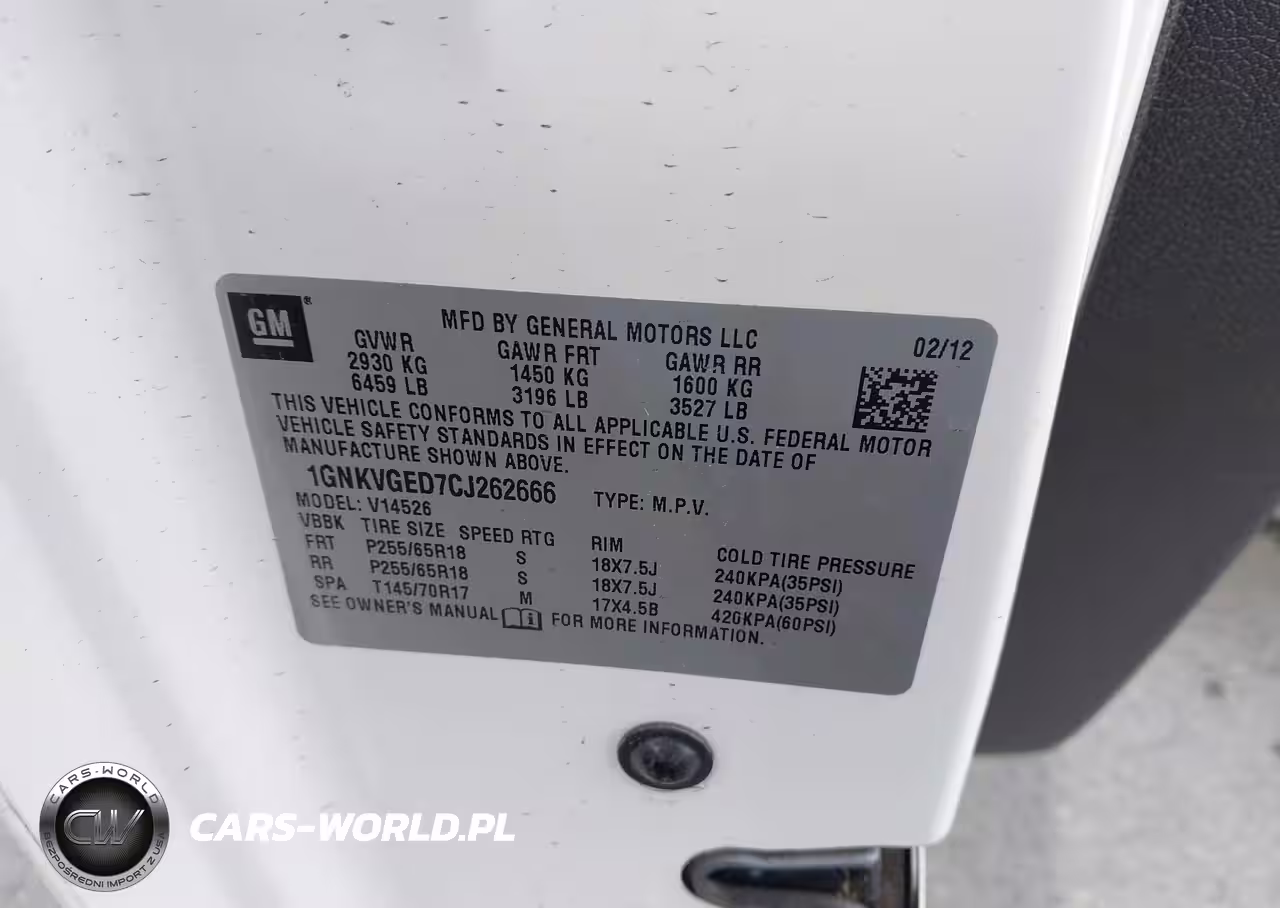 GM ®
MFD BY GENERAL MOTORS LLC
02/12
GVWR GAWR FRT GAWR RR
2930 KG 1450 KG 1600 KG
6459 LB 3196 LB 3527 LB
THIS VEHICLE CONFORMS TO ALL APPLICABLE U.S. FEDERAL MOTOR
VEHICLE SAFETY STANDARDS IN EFFECT ON THE DATE OF
MANUFACTURE SHOWN ABOVE.
1GNKVGED7CJ262666 TYPE: M.P.V.
MODEL: V14526
VBBK TIRE SIZE SPEED RTG RIM COLD TIRE PRESSURE
FRT P255/65R18 S 18X7.5J 240KPA(35PSI)
RR P255/65R18 S 18X7.5J 240KPA(35PSI)
SPA T145/70R17 M 17X4.5B 420KPA(60PSI)
SEE OWNER'S MANUAL FOR MORE INFORMATION.
CARS-WORLD
CW
BEZPOŚREDNI IMPORT Z USA
CARS-WORLD.PL